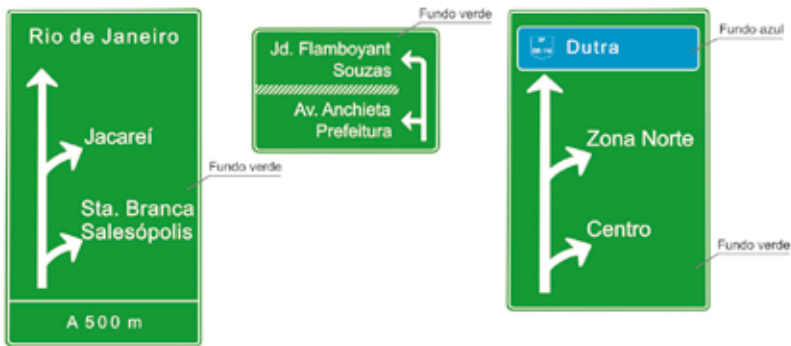 Rio de Janeiro
Jacareí
Sta. Branca
Salesópolis
A 500 m
Fundo verde
Fundo verde
Jd. Flamboyant
Souzas
Av. Anchieta
Prefeitura
Dutra
Fundo azul
Zona Norte
Centro
Fundo verde